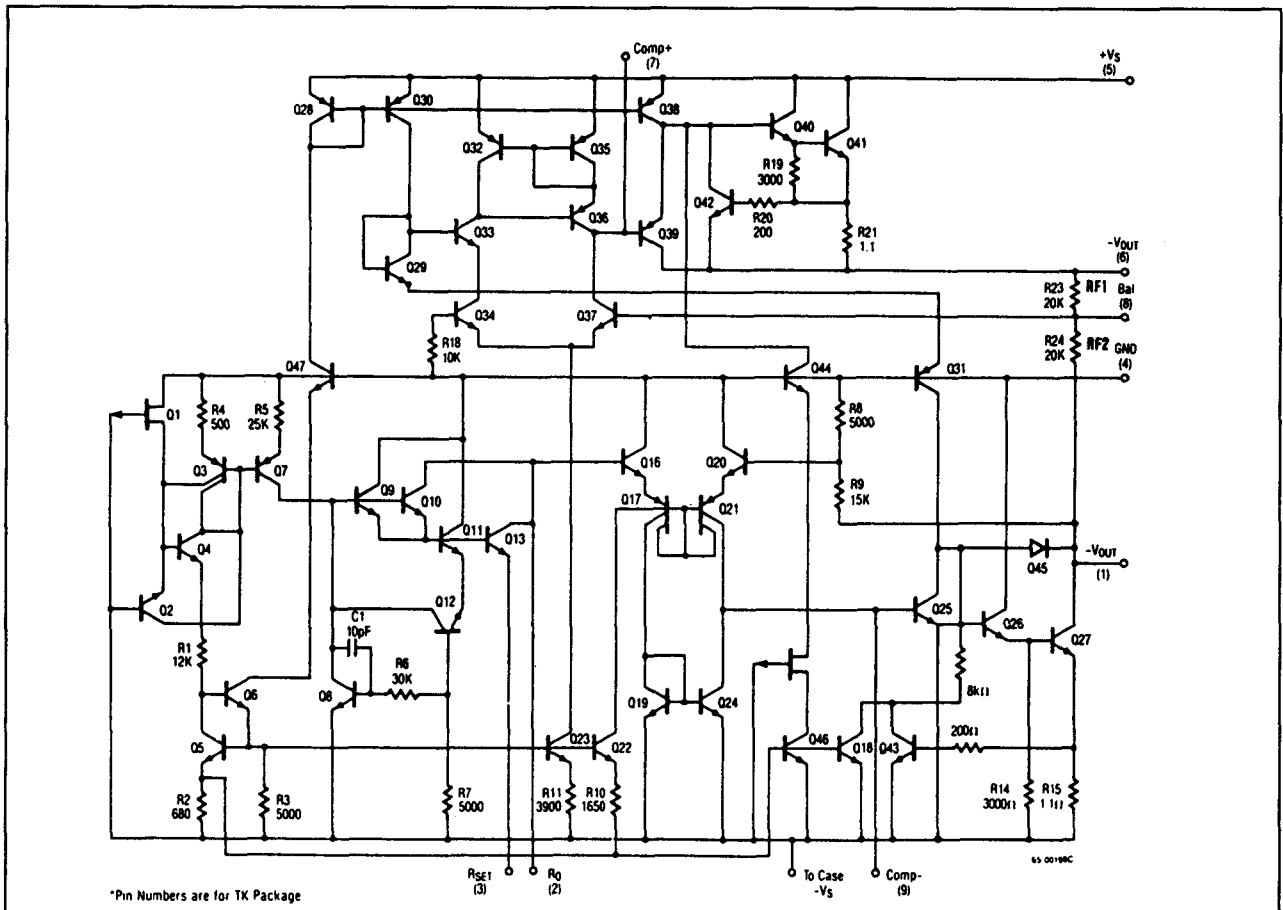 Comp+
(7)
+VS
(5)
Q28
Q30
Q38
Q40
Q41
Q32
Q35
R19
3000
Q42
R20
200
Q33
Q36
Q39
R21
1.1
-VOUT
(6)
Q29
R23
20K
RF1
Bal
(8)
Q34
Q37
R18
10K
R24
20K
RF2
GND
(4)
Q47
Q44
Q31
Q1
R4
500
R5
25K
R8
5000
Q3
Q7
Q9
Q10
Q16
Q20
Q17
Q21
R9
15K
Q4
Q11
Q13
Q45
-VOUT
(1)
Q2
Q12
Q25
Q26
Q27
C1
10pF
R1
12K
R6
30K
Q6
Q8
Q19
Q24
8kΩ
Q5
Q23
Q22
Q46
Q18
Q43
200Ω
R2
680
R3
5000
R7
5000
R11
3900
R10
1650
R14
3000Ω
R15
1.1Ω
65 00198C
RSET
(3)
RO
(2)
To Case
-VS
Comp-
(9)
*Pin Numbers are for TK Package